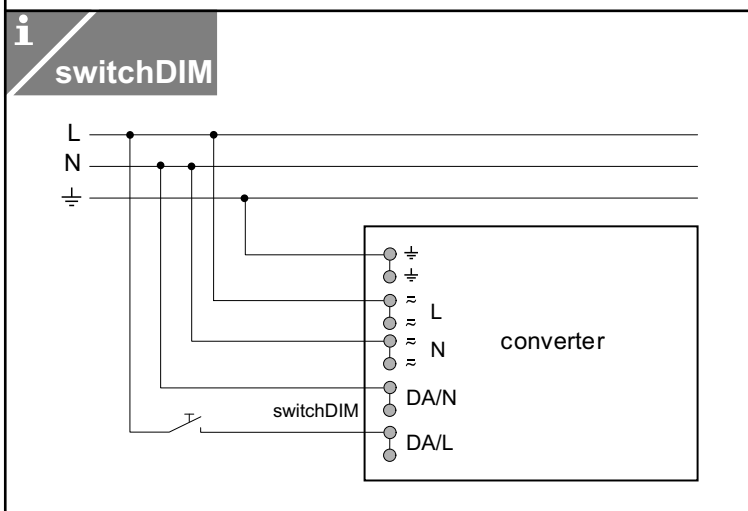 i
switchDIM
L
N
L
N
converter
DA/N
switchDIM
DA/L